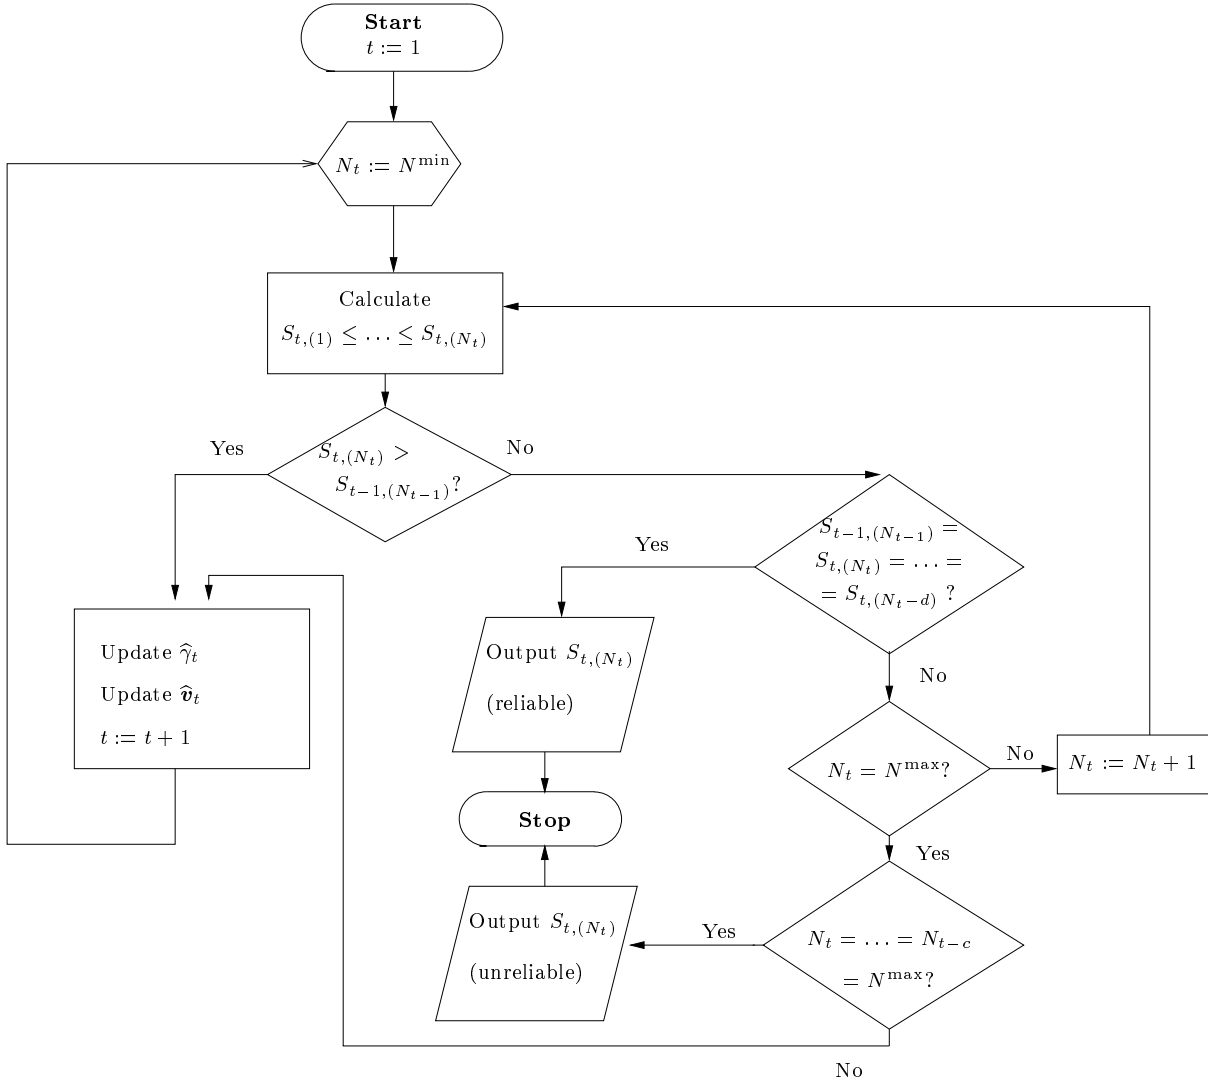 Start
t := 1
N_t := N^min
Calculate
S_{t,(1)} ≤ … ≤ S_{t,(N_t)}
Yes
No
S_{t,(N_t)} >
S_{t−1,(N_{t−1})}?
S_{t−1,(N_{t−1})} =
S_{t,(N_t)} = … =
= S_{t,(N_t−d)} ?
Yes
No
Update γ̂_t
Update v̂_t
t := t + 1
Output S_{t,(N_t)}
(reliable)
N_t = N^max?
No
N_t := N_t + 1
Stop
Yes
Output S_{t,(N_t)}
(unreliable)
Yes
N_t = … = N_{t−c}
= N^max?
No